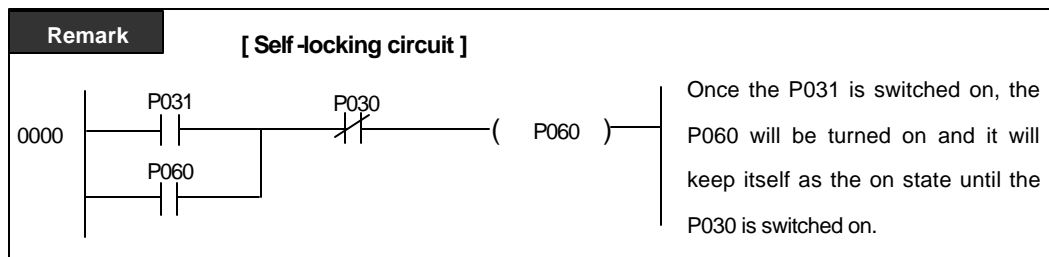 Remark
[ Self-locking circuit ]
P031
P030
0000
( P060 )
P060
Once the P031 is switched on, the
P060 will be turned on and it will
keep itself as the on state until the
P030 is switched on.